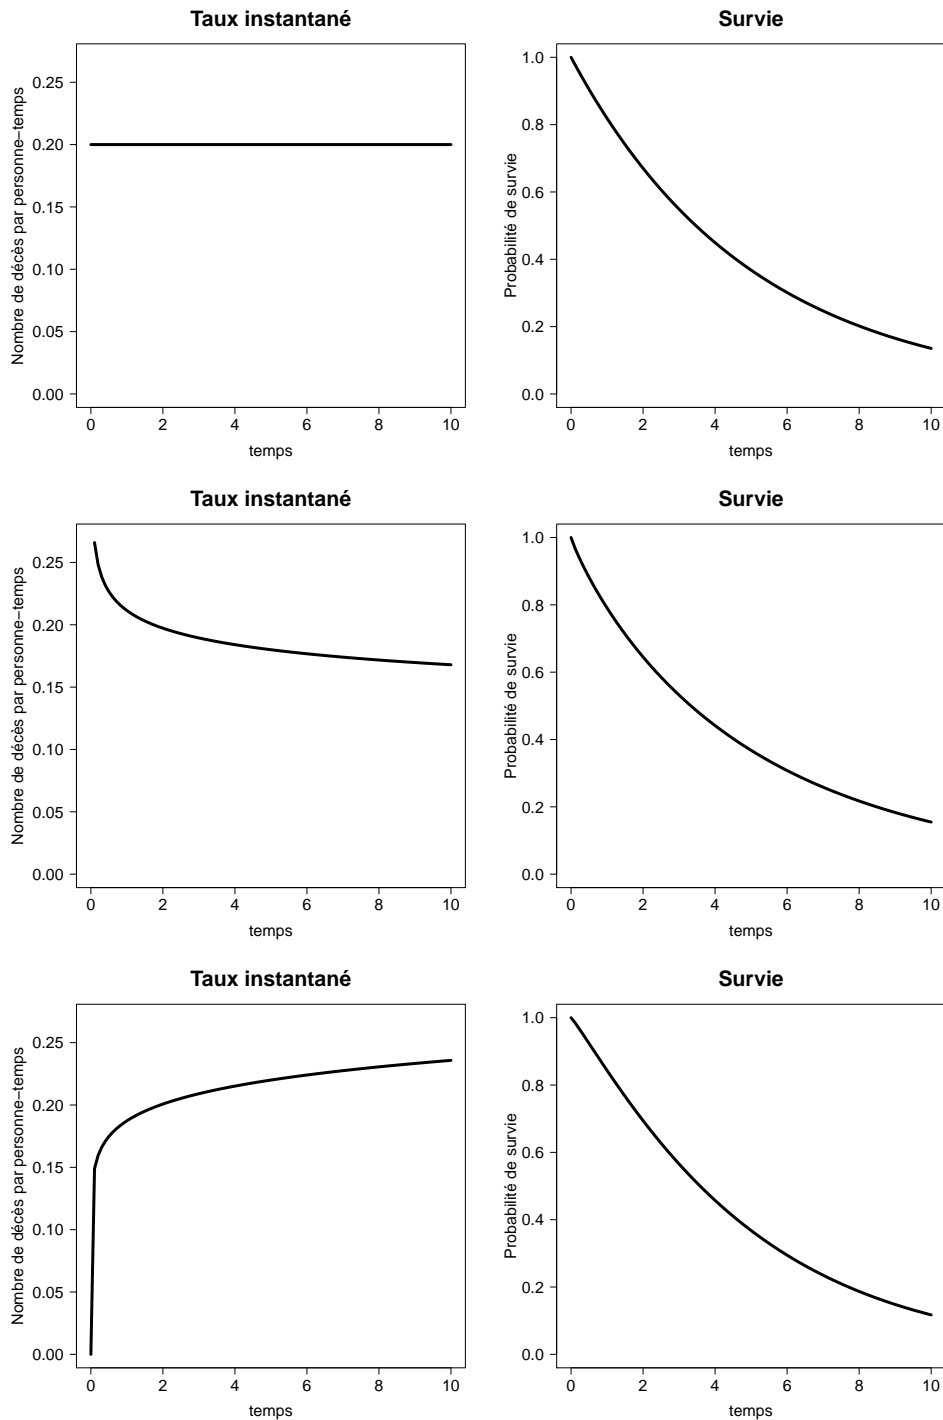 Taux instantané
Nombre de décès par personne−temps
0.25
0.20
0.15
0.10
0.05
0.00
0 2 4 6 8 10
temps
Survie
Probabilité de survie
1.0
0.8
0.6
0.4
0.2
0.0
0 2 4 6 8 10
temps
Taux instantané
Nombre de décès par personne−temps
0.25
0.20
0.15
0.10
0.05
0.00
0 2 4 6 8 10
temps
Survie
Probabilité de survie
1.0
0.8
0.6
0.4
0.2
0.0
0 2 4 6 8 10
temps
Taux instantané
Nombre de décès par personne−temps
0.25
0.20
0.15
0.10
0.05
0.00
0 2 4 6 8 10
temps
Survie
Probabilité de survie
1.0
0.8
0.6
0.4
0.2
0.0
0 2 4 6 8 10
temps